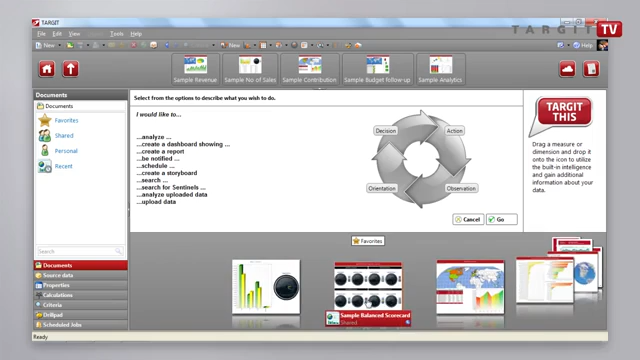 TARGIT TV
TARGIT
File Edit View Tools Help
New New Help
Sample Revenue Sample No of Sales Sample Contribution Sample Budget follow-up Sample Analytics
Documents
Documents
Favorites
Shared
Personal
Recent
Search
Documents
Source data
Properties
Calculations
Criteria
Drillpad
Scheduled Jobs
Ready
Select from the options to describe what you wish to do.
I would like to...
...analyze ...
...create a dashboard showing ...
...create a report
...be notified ...
...schedule ...
...create a storyboard
...search ...
...search for Sentinels ...
...analyze uploaded data
...upload data
Decision
Action
Orientation
Observation
Cancel
Go
TARGIT
THIS
Drag a measure or
dimension and drop it
onto the icon to utilize
the built-in intelligence
and gain additional
information about your
data.
Favorites
Sample Balanced Scorecard
Shared